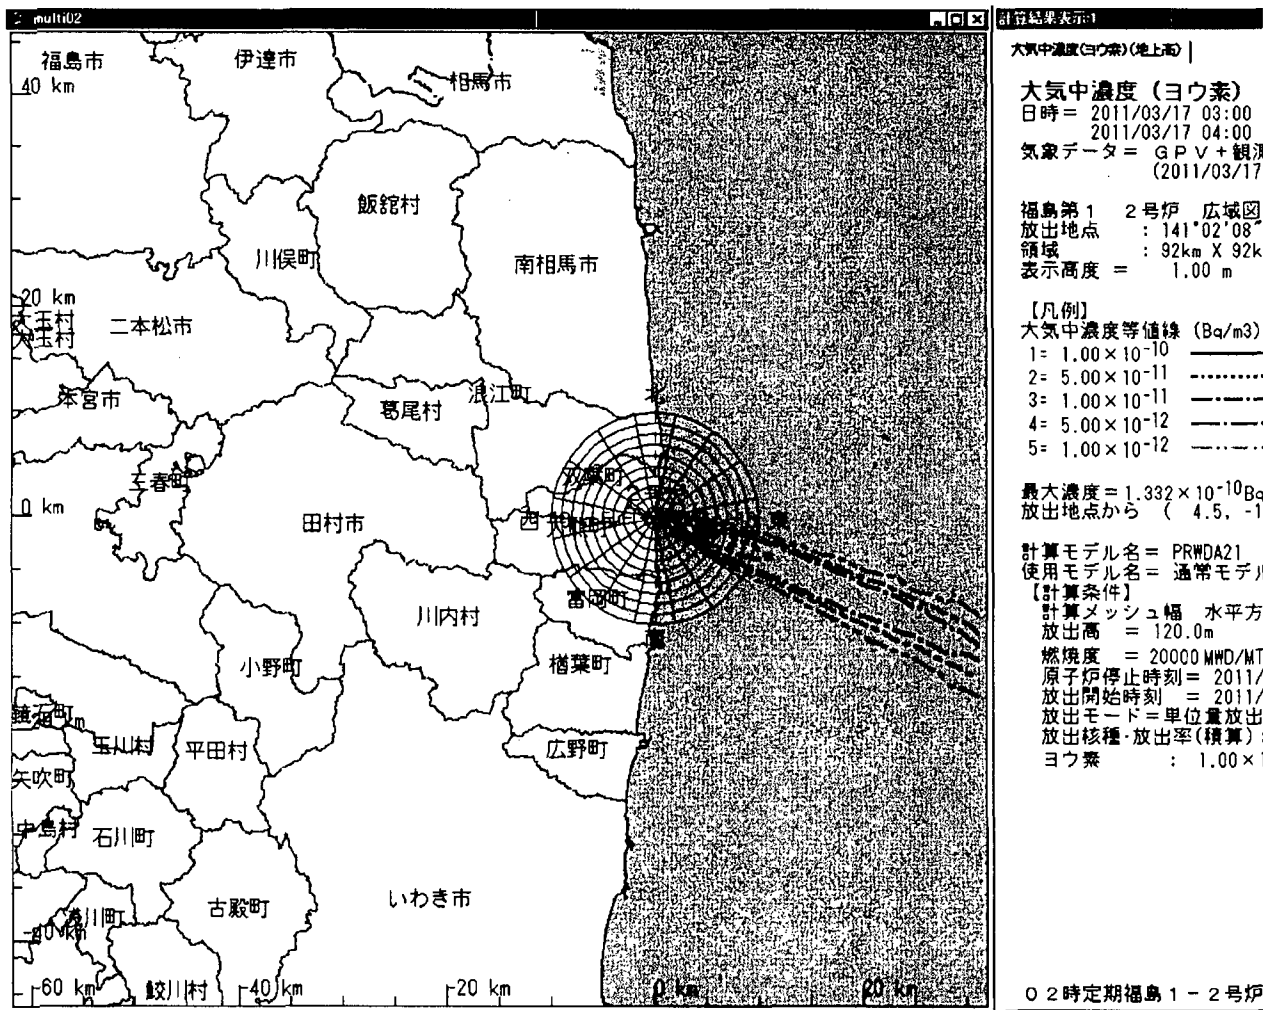 multi02
福島市
伊達市
相馬市
40 km
飯舘村
川俣町
南相馬市
20 km
大玉村
二本松市
本宮市
葛尾村
浪江町
北
三春町
双葉町
0 km
田村市
西
東
川内村
富岡町
南
小野町
楢葉町
鏡石町
玉川村
平田村
広野町
矢吹町
中島村
石川町
浅川町
古殿町
いわき市
-40 km
-60 km
鮫川村
-40 km
-20 km
0 km
20 km
計算結果表示:1
大気中濃度(ヨウ素)(地上高)
大気中濃度 (ヨウ素)
日時= 2011/03/17 03:00
2011/03/17 04:00
気象データ= GPV+観測
(2011/03/17
福島第1 2号炉 広域図
放出地点 : 141°02'08"
領域 : 92km X 92k
表示高度 = 1.00 m
【凡例】
大気中濃度等値線 (Bq/m3)
1= 1.00×10-10
2= 5.00×10-11
3= 1.00×10-11
4= 5.00×10-12
5= 1.00×10-12
最大濃度=1.332×10-10Bq
放出地点から ( 4.5, -1
計算モデル名= PRWDA21
使用モデル名= 通常モデル
【計算条件】
計算メッシュ幅 水平方
放出高 = 120.0m
燃焼度 = 20000MWD/MT
原子炉停止時刻= 2011/
放出開始時刻 = 2011/
放出モード=単位量放出
放出核種・放出率(積算):
ヨウ素 : 1.00×1
02時定期福島1-2号炉